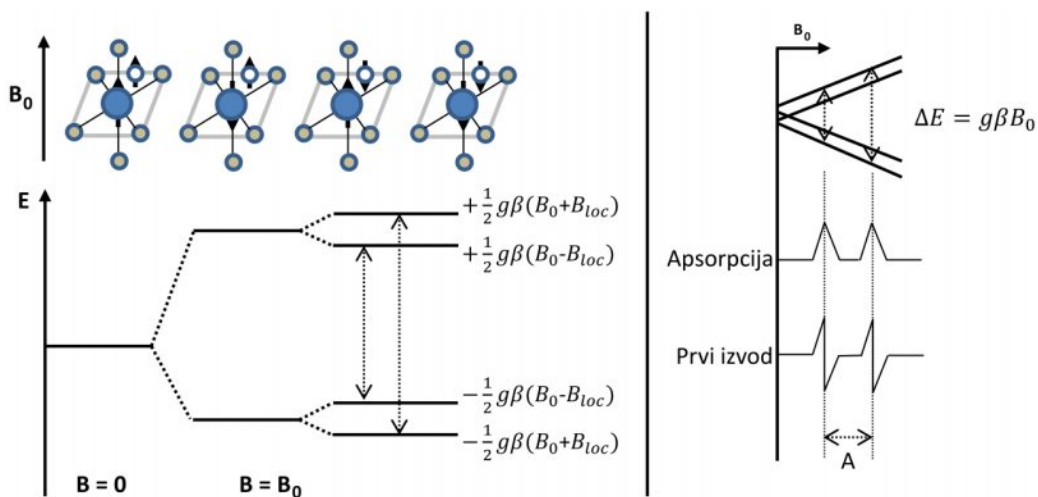 B₀
E
+½gβ(B₀+Bloc)
+½gβ(B₀-Bloc)
−½gβ(B₀-Bloc)
−½gβ(B₀+Bloc)
B = 0
B = B₀
B₀
ΔE = gβB₀
Apsorpcija
Prvi izvod
A